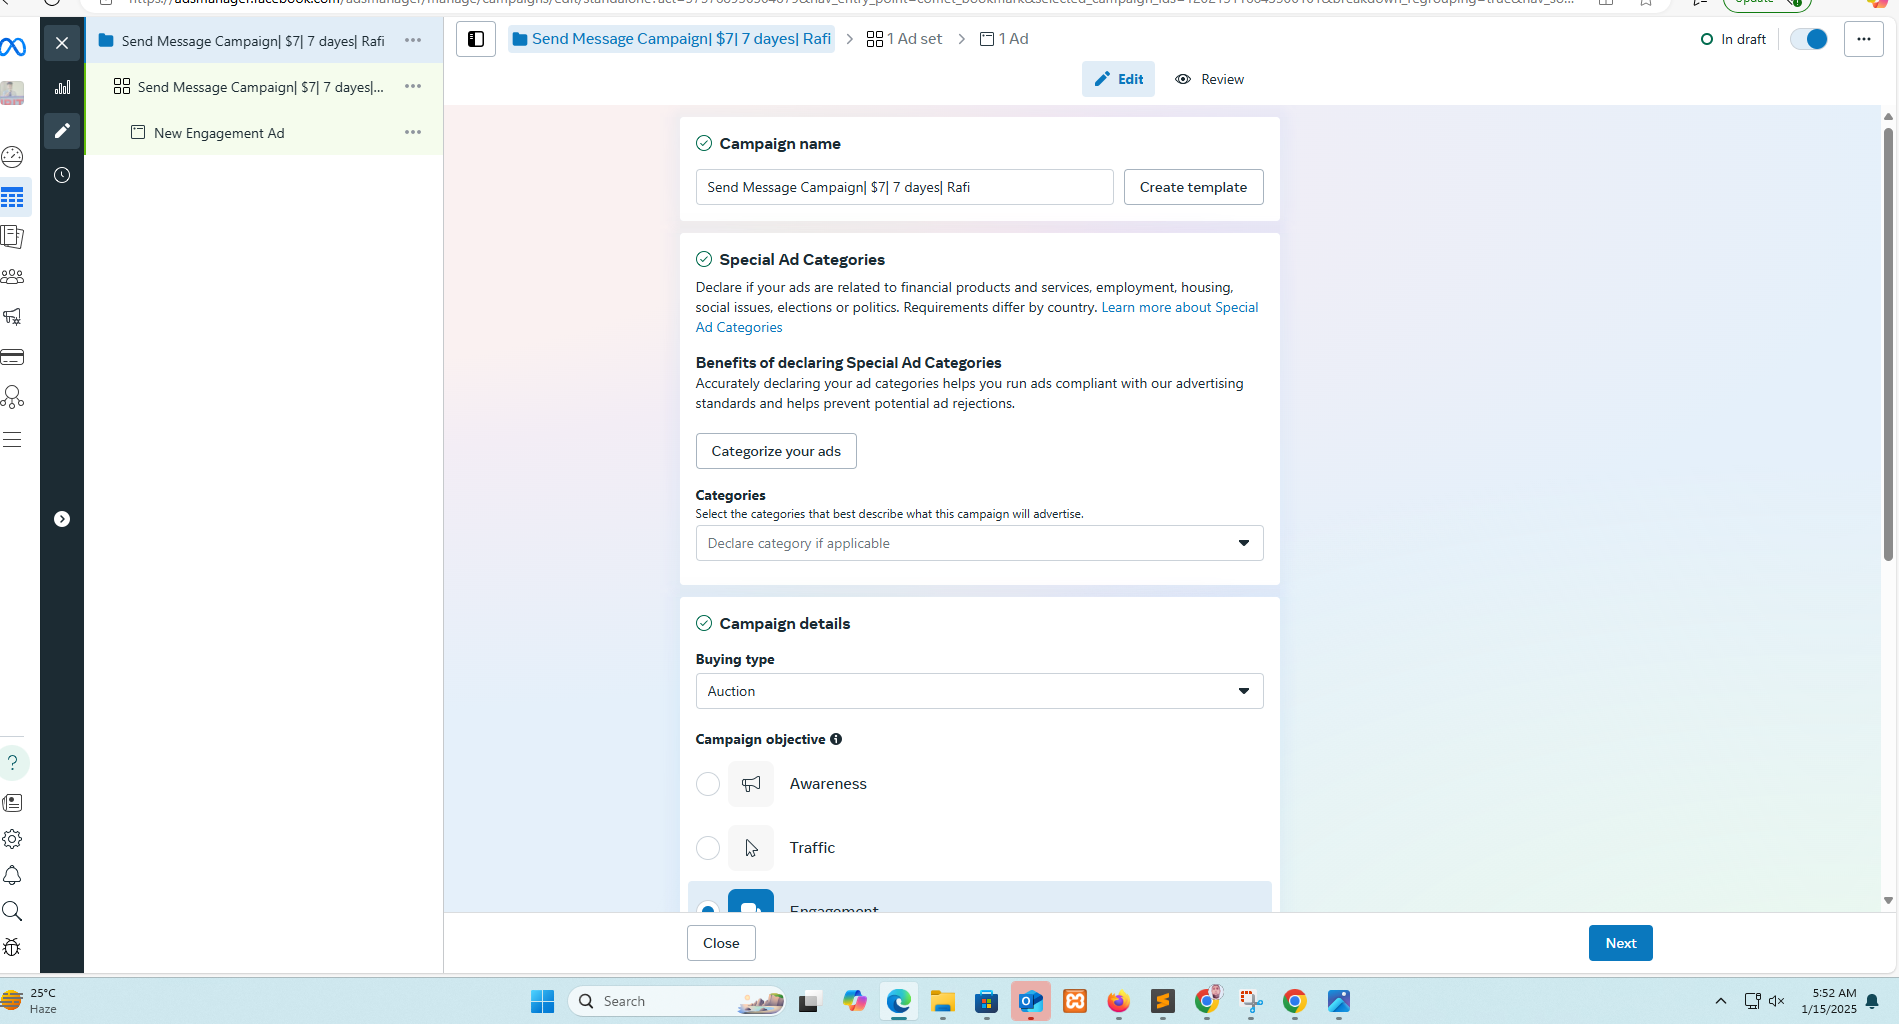 Send Message Campaign| $7| 7 dayes| Rafi
Send Message Campaign| $7| 7 dayes|...
New Engagement Ad
Send Message Campaign| $7| 7 dayes| Rafi
1 Ad set
1 Ad
In draft
Edit
Review
Campaign name
Send Message Campaign| $7| 7 dayes| Rafi
Create template
Special Ad Categories
Declare if your ads are related to financial products and services, employment, housing,
social issues, elections or politics. Requirements differ by country. Learn more about Special
Ad Categories
Benefits of declaring Special Ad Categories
Accurately declaring your ad categories helps you run ads compliant with our advertising
standards and helps prevent potential ad rejections.
Categorize your ads
Categories
Select the categories that best describe what this campaign will advertise.
Declare category if applicable
Campaign details
Buying type
Auction
Campaign objective
Awareness
Traffic
Engagement
Close
Next
25°C
Haze
Search
5:52 AM
1/15/2025